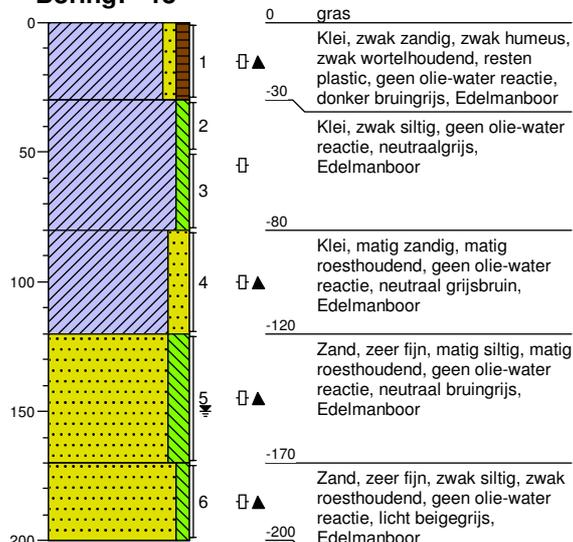 0
50
100
150
200
1
2
3
4
5
6
0 gras
Klei, zwak zandig, zwak humeus,
zwak wortelhoudend, resten
plastic, geen olie-water reactie,
donker bruingrijs, Edelmanboor
-30
Klei, zwak siltig, geen olie-water
reactie, neutraalgrijs,
Edelmanboor
-80
Klei, matig zandig, matig
roesthoudend, geen olie-water
reactie, neutraal grijsbruin,
Edelmanboor
-120
Zand, zeer fijn, matig siltig, matig
roesthoudend, geen olie-water
reactie, neutraal bruingrijs,
Edelmanboor
-170
Zand, zeer fijn, zwak siltig, zwak
roesthoudend, geen olie-water
reactie, licht beigegrijs,
Edelmanboor
-200